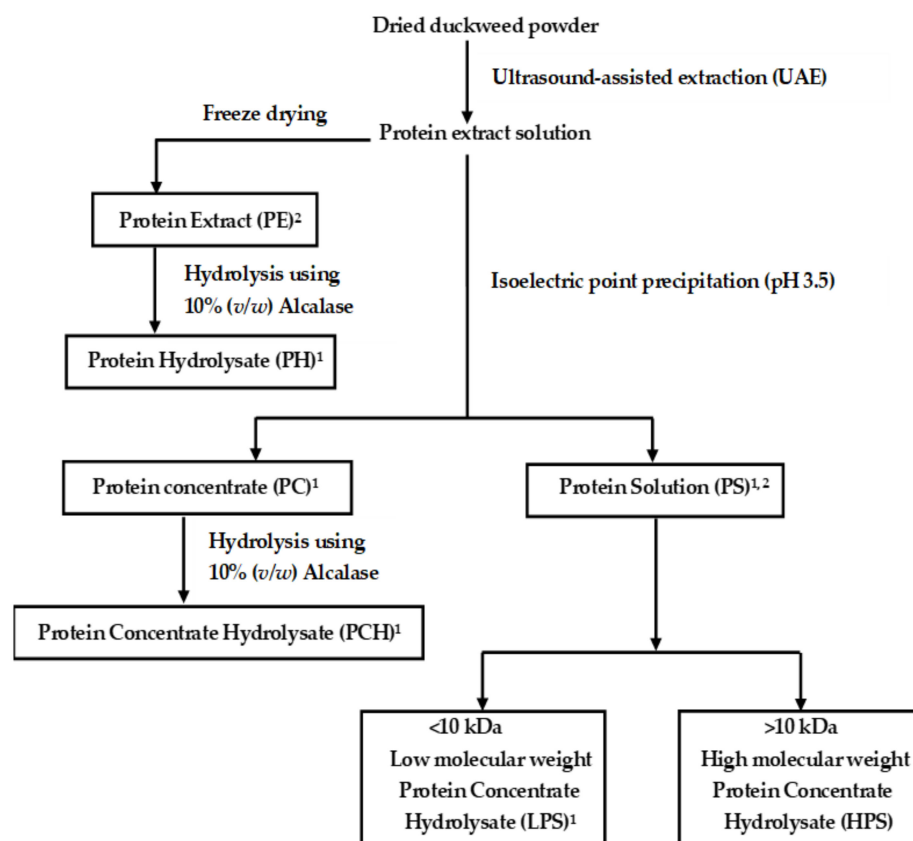 Dried duckweed powder
Ultrasound-assisted extraction (UAE)
Freeze drying
Protein extract solution
Protein Extract (PE)²
Hydrolysis using
10% (v/w) Alcalase
Isoelectric point precipitation (pH 3.5)
Protein Hydrolysate (PH)¹
Protein concentrate (PC)¹
Protein Solution (PS)¹,²
Hydrolysis using
10% (v/w) Alcalase
Protein Concentrate Hydrolysate (PCH)¹
<10 kDa
Low molecular weight
Protein Concentrate
Hydrolysate (LPS)¹
>10 kDa
High molecular weight
Protein Concentrate
Hydrolysate (HPS)